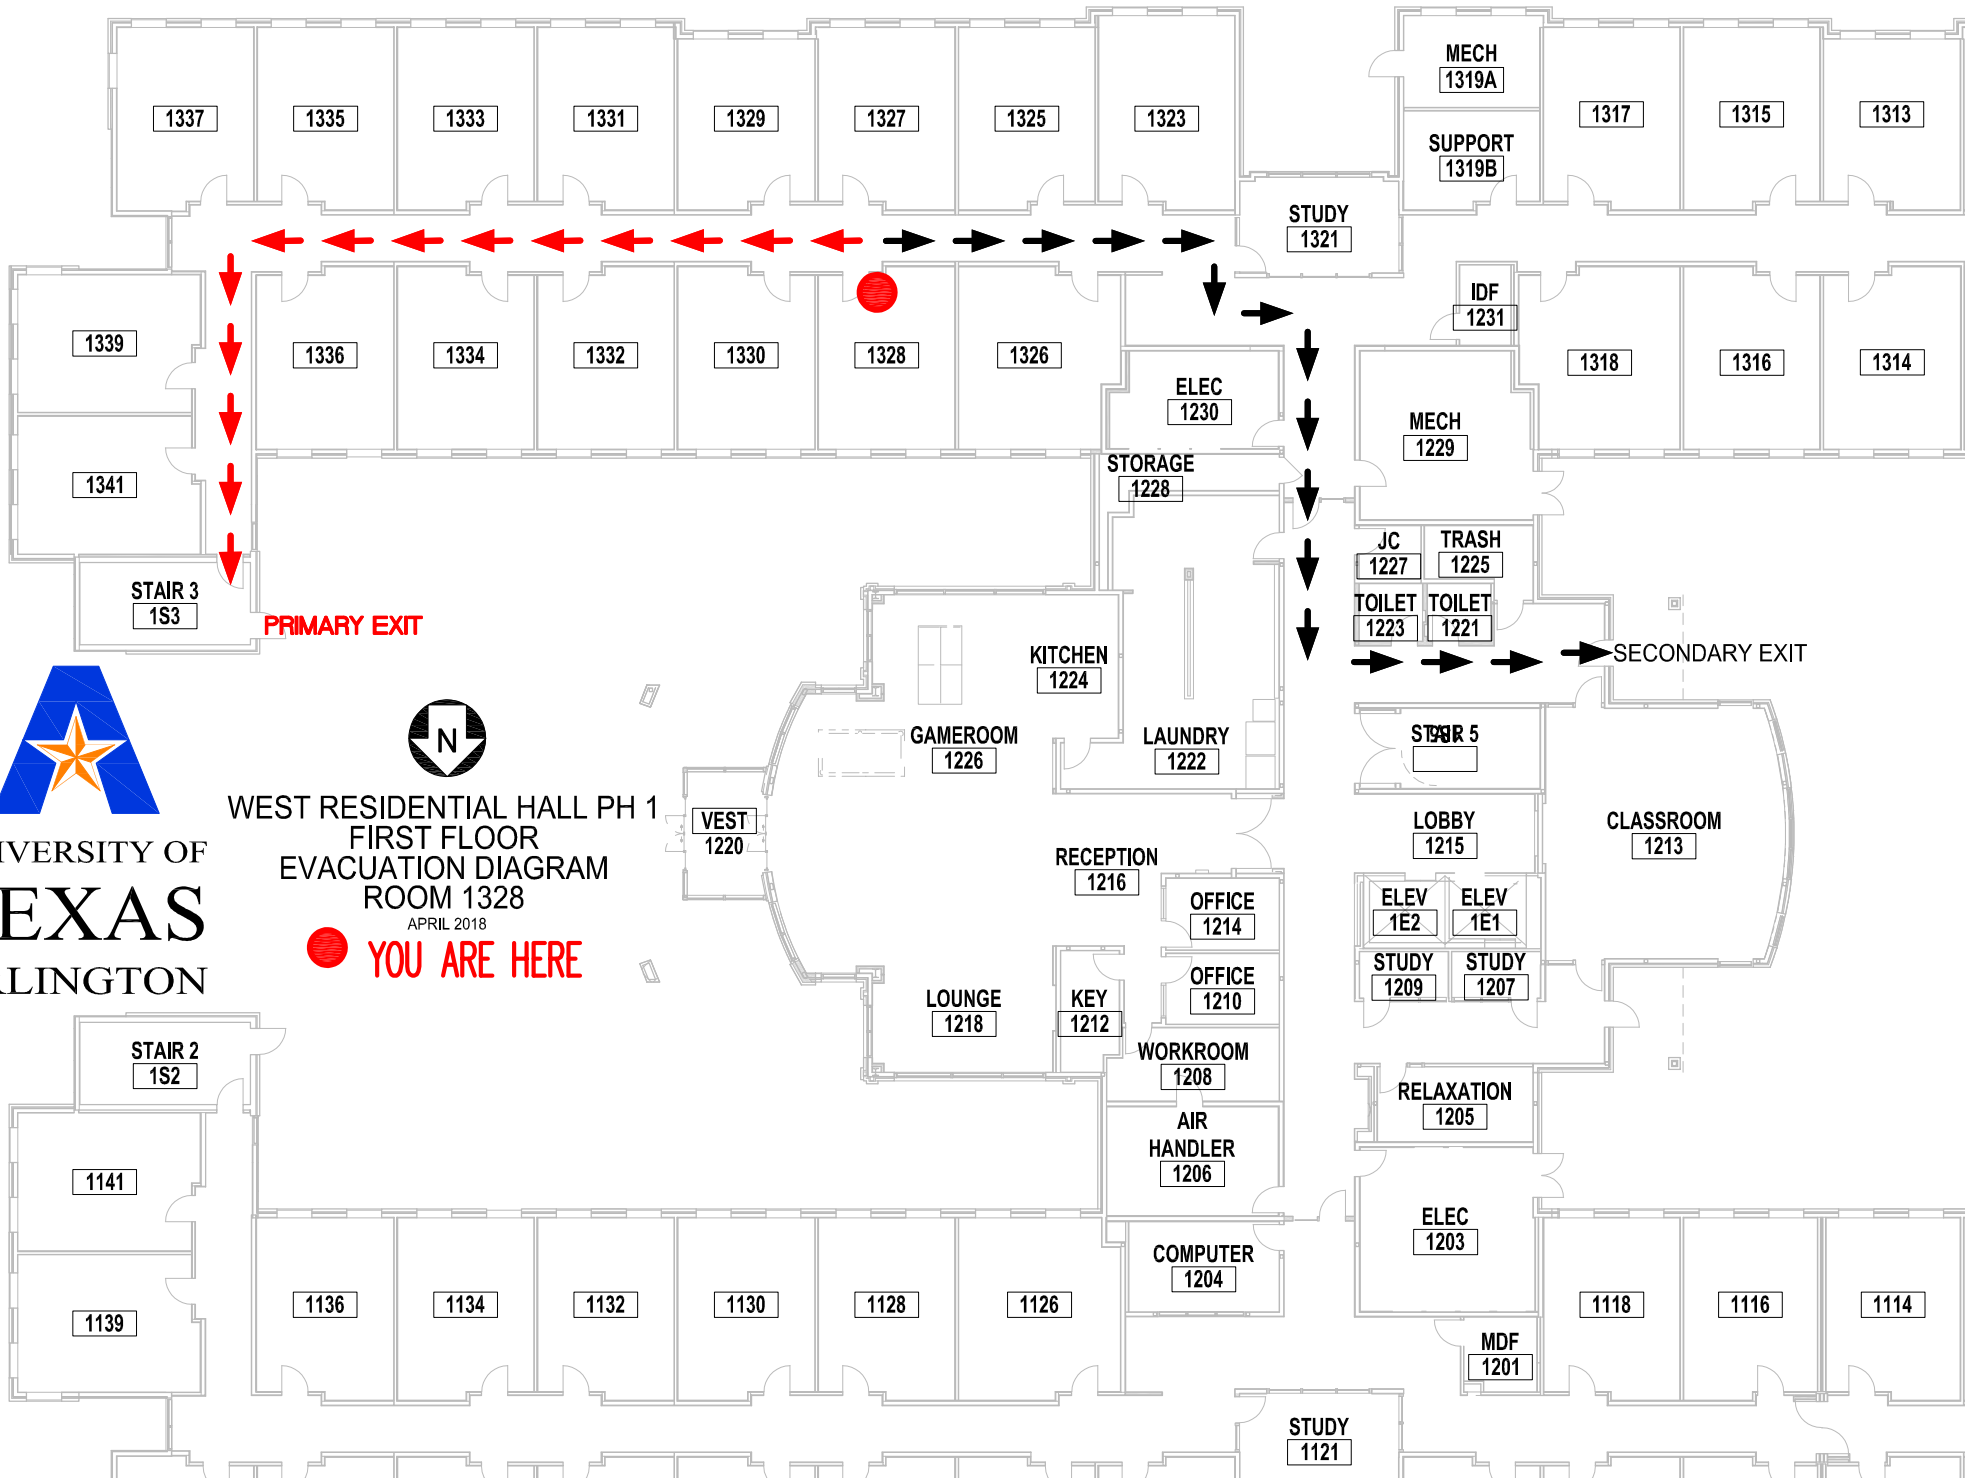 MECH
1319A
1337
1335
1333
1331
1329
1327
1325
1323
1317
1315
1313
SUPPORT
1319B
STUDY
1321
IDF
1231
1339
1336
1334
1332
1330
1328
1326
1318
1316
1314
ELEC
1230
MECH
1229
STORAGE
1228
1341
JC
1227
TRASH
1225
STAIR 3
1S3
TOILET
1223
TOILET
1221
PRIMARY EXIT
SECONDARY EXIT
KITCHEN
1224
N
GAMEROOM
1226
LAUNDRY
1222
STAIR 5
WEST RESIDENTIAL HALL PH 1
FIRST FLOOR
EVACUATION DIAGRAM
ROOM 1328
APRIL 2018
YOU ARE HERE
VEST
1220
LOBBY
1215
CLASSROOM
1213
IVERSITY OF
EXAS
LINGTON
RECEPTION
1216
OFFICE
1214
ELEV
1E2
ELEV
1E1
OFFICE
1210
STUDY
1209
STUDY
1207
LOUNGE
1218
KEY
1212
STAIR 2
1S2
WORKROOM
1208
RELAXATION
1205
AIR
HANDLER
1206
1141
ELEC
1203
COMPUTER
1204
1139
1136
1134
1132
1130
1128
1126
1118
1116
1114
MDF
1201
STUDY
1121